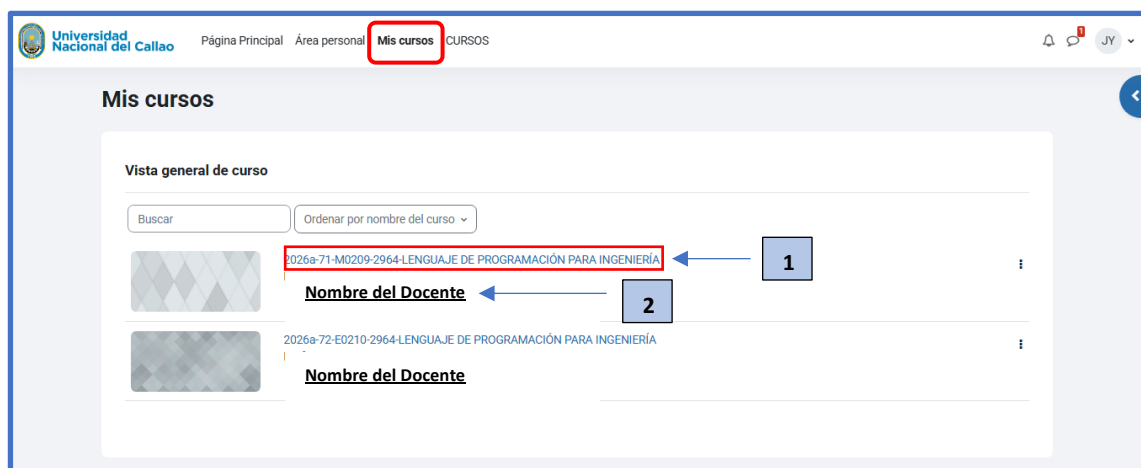 Universidad
Nacional del Callao
Página Principal Área personal Mis cursos CURSOS
1
JY
Mis cursos
Vista general de curso
Buscar
Ordenar por nombre del curso
2026a-71-M0209-2964-LENGUAJE DE PROGRAMACIÓN PARA INGENIERÍA
1
Nombre del Docente
2
2026a-72-E0210-2964-LENGUAJE DE PROGRAMACIÓN PARA INGENIERÍA
Nombre del Docente